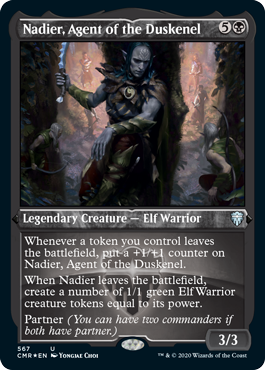 Nadier, Agent of the Duskenel 5
Legendary Creature — Elf Warrior
Whenever a token you control leaves
the battlefield, put a +1/+1 counter on
Nadier, Agent of the Duskenel.
When Nadier leaves the battlefield,
create a number of 1/1 green Elf Warrior
creature tokens equal to its power.
Partner (You can have two commanders if
both have partner.)
3/3
567 U
CMR EN YONGJAE CHOI
™ & © 2020 Wizards of the Coast